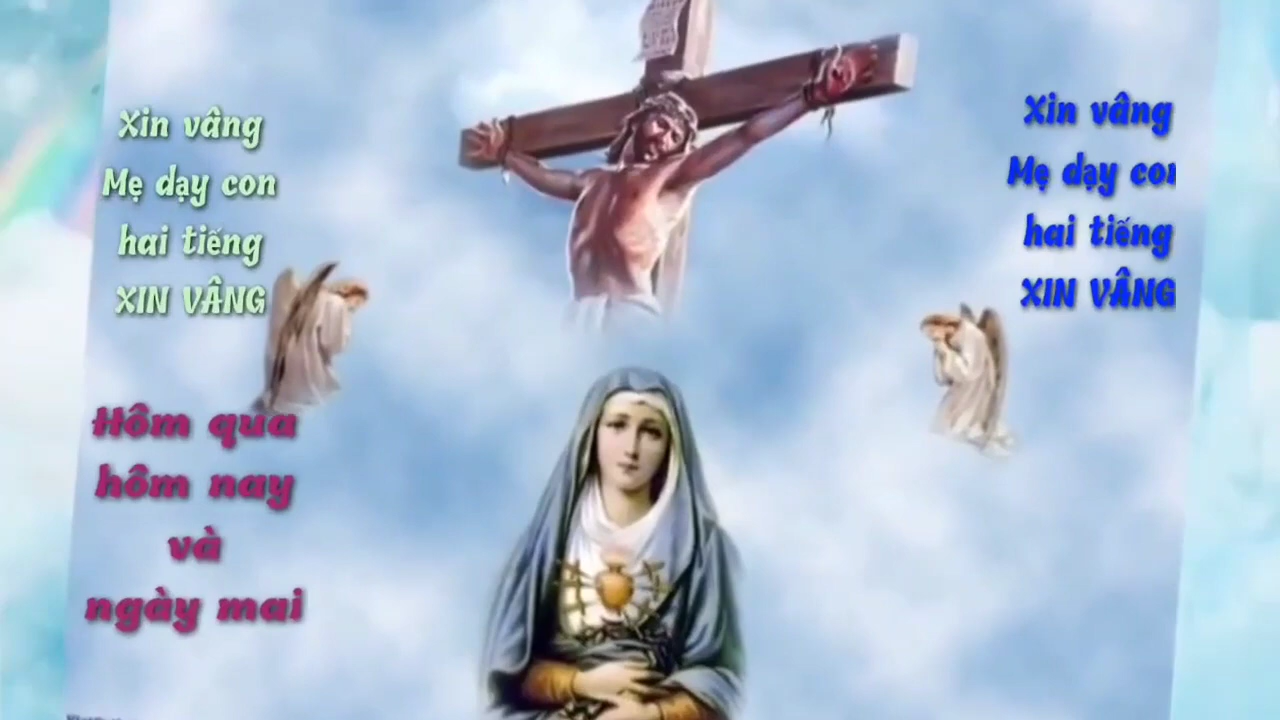 Xin vâng
Mẹ dạy con
hai tiếng
XIN VÂNG
Hôm qua
hôm nay
và
ngày mai
Xin vâng
Mẹ dạy con
hai tiếng
XIN VÂNG